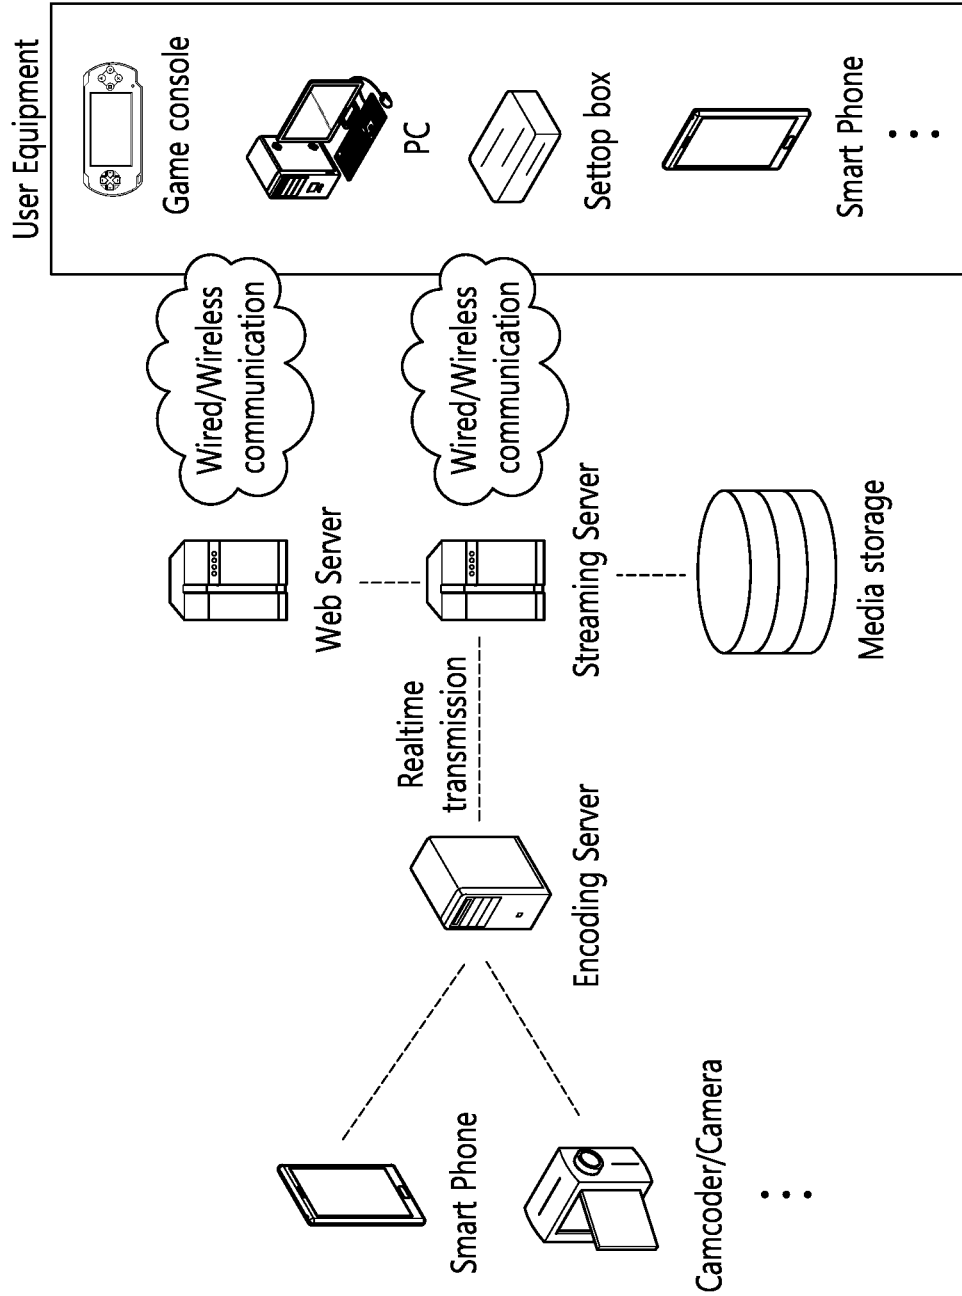 User Equipment
Game console
PC
Settop box
Smart Phone
Wired/Wireless
communication
Wired/Wireless
communication
Web Server
Streaming Server
Media storage
Realtime
transmission
Encoding Server
Smart Phone
Camcoder/Camera